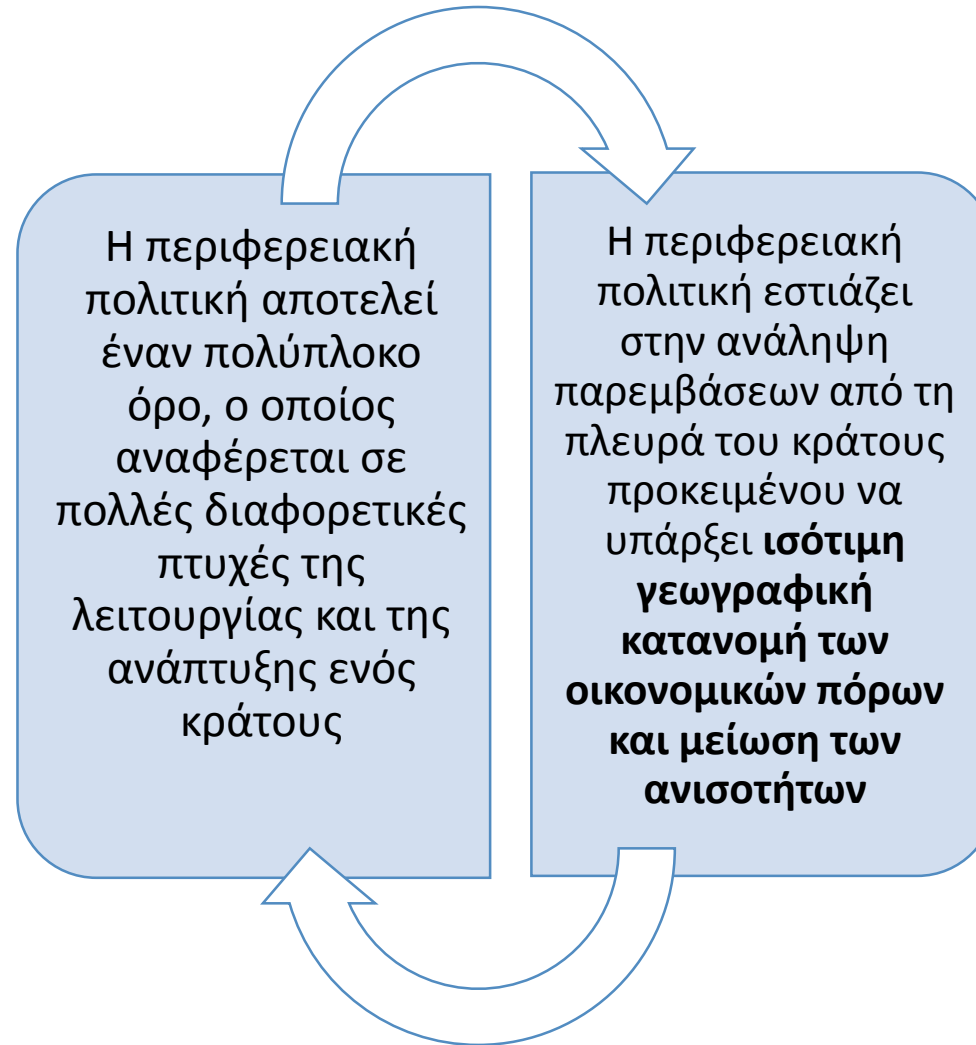 Η περιφερειακή
πολιτική αποτελεί
έναν πολύπλοκο
όρο, ο οποίος
αναφέρεται σε
πολλές διαφορετικές
πτυχές της
λειτουργίας και της
ανάπτυξης ενός
κράτους
Η περιφερειακή
πολιτική εστιάζει
στην ανάληψη
παρεμβάσεων από τη
πλευρά του κράτους
προκειμένου να
υπάρξει ισότιμη
γεωγραφική
κατανομή των
οικονομικών πόρων
και μείωση των
ανισοτήτων